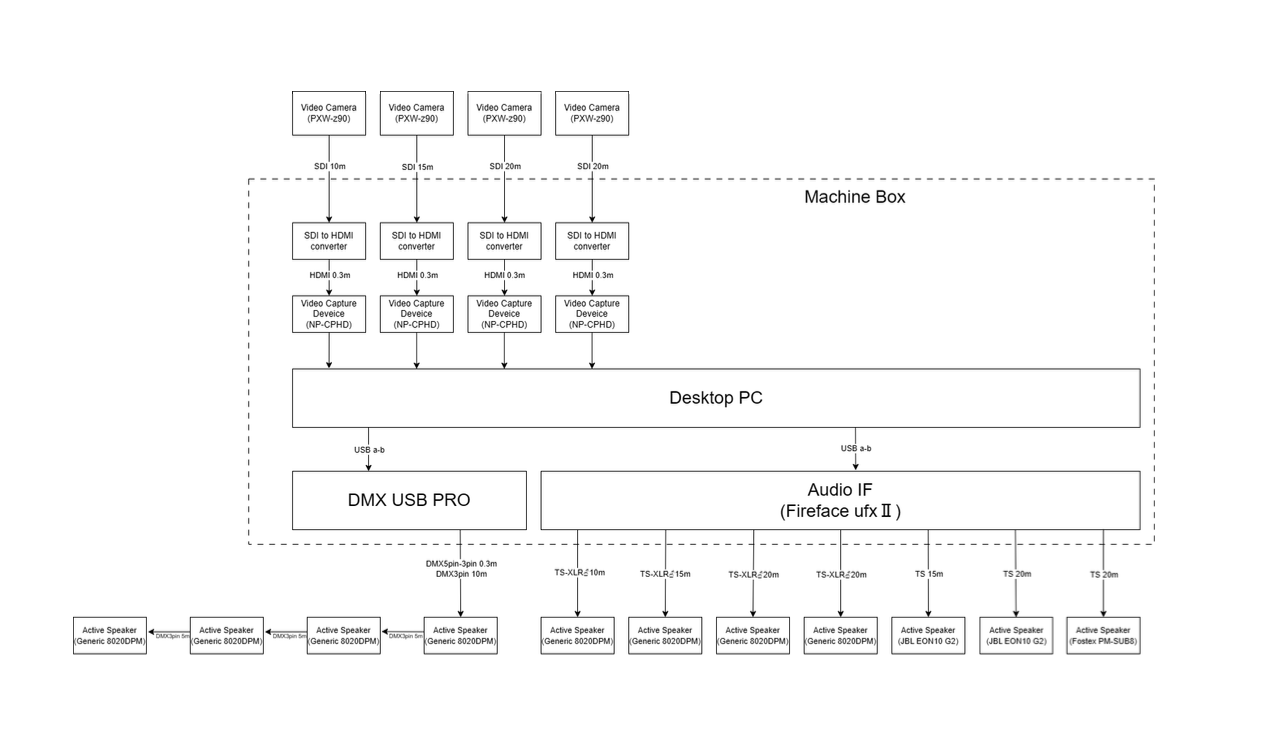 Video Camera
(PXW-z90)
Video Camera
(PXW-z90)
Video Camera
(PXW-z90)
Video Camera
(PXW-z90)
SDI 10m
SDI 15m
SDI 20m
SDI 20m
Machine Box
SDI to HDMI
converter
SDI to HDMI
converter
SDI to HDMI
converter
SDI to HDMI
converter
HDMI 0.3m
HDMI 0.3m
HDMI 0.3m
HDMI 0.3m
Video Capture
Deveice
(NP-CPHD)
Video Capture
Deveice
(NP-CPHD)
Video Capture
Deveice
(NP-CPHD)
Video Capture
Deveice
(NP-CPHD)
Desktop PC
USB a-b
USB a-b
DMX USB PRO
Audio IF
(Fireface ufxⅡ)
DMX5pin-3pin 0.3m
DMX3pin 10m
TS-XLRミ10m
TS-XLRミ15m
TS-XLRミ20m
TS-XLRミ20m
TS 15m
TS 20m
TS 20m
Active Speaker
(Generic 8020DPM)
DMX3pin 5m
Active Speaker
(Generic 8020DPM)
DMX3pin 5m
Active Speaker
(Generic 8020DPM)
DMX3pin 5m
Active Speaker
(Generic 8020DPM)
Active Speaker
(Generic 8020DPM)
Active Speaker
(Generic 8020DPM)
Active Speaker
(Generic 8020DPM)
Active Speaker
(Generic 8020DPM)
Active Speaker
(JBL EON10 G2)
Active Speaker
(JBL EON10 G2)
Active Speaker
(Fostex PM-SUB8)